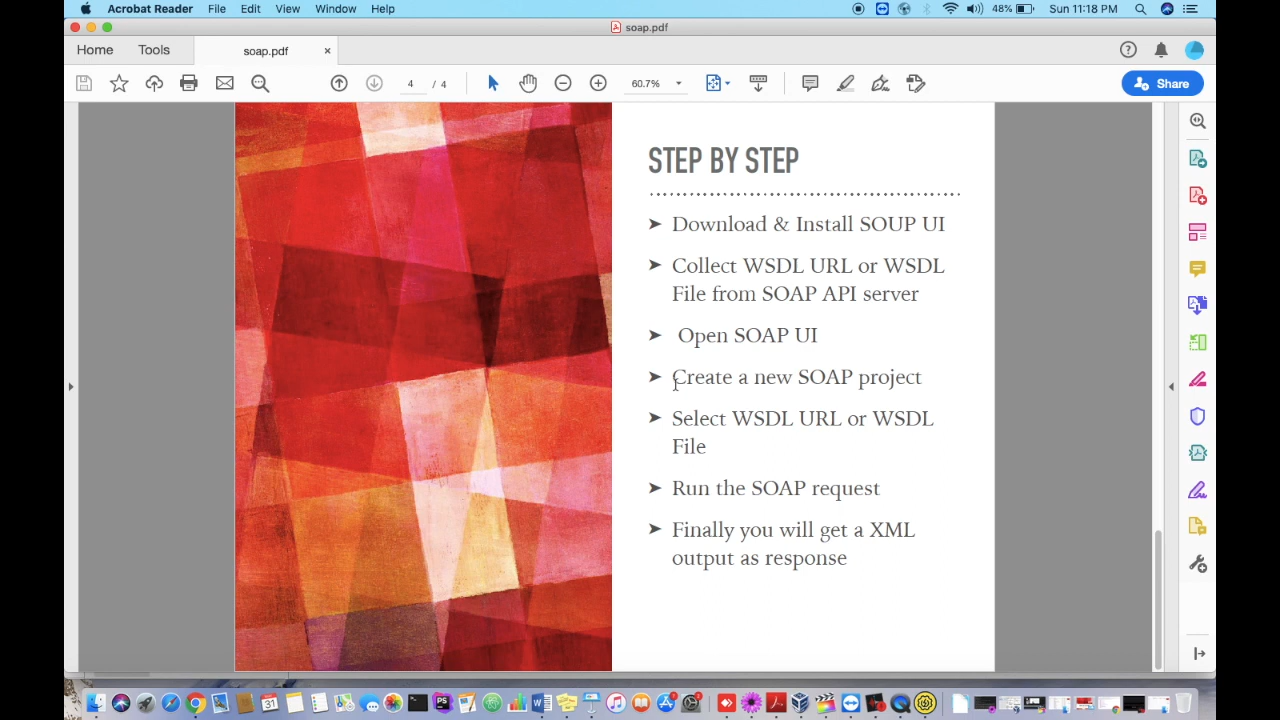 Acrobat Reader File Edit View Window Help 48% Sun 11:18 PM
soap.pdf
Home Tools soap.pdf ×
4 / 4 60.7% Share
STEP BY STEP
➤ Download & Install SOUP UI
➤ Collect WSDL URL or WSDL
File from SOAP API server
➤ Open SOAP UI
➤ Create a new SOAP project
➤ Select WSDL URL or WSDL
File
➤ Run the SOAP request
➤ Finally you will get a XML
output as response